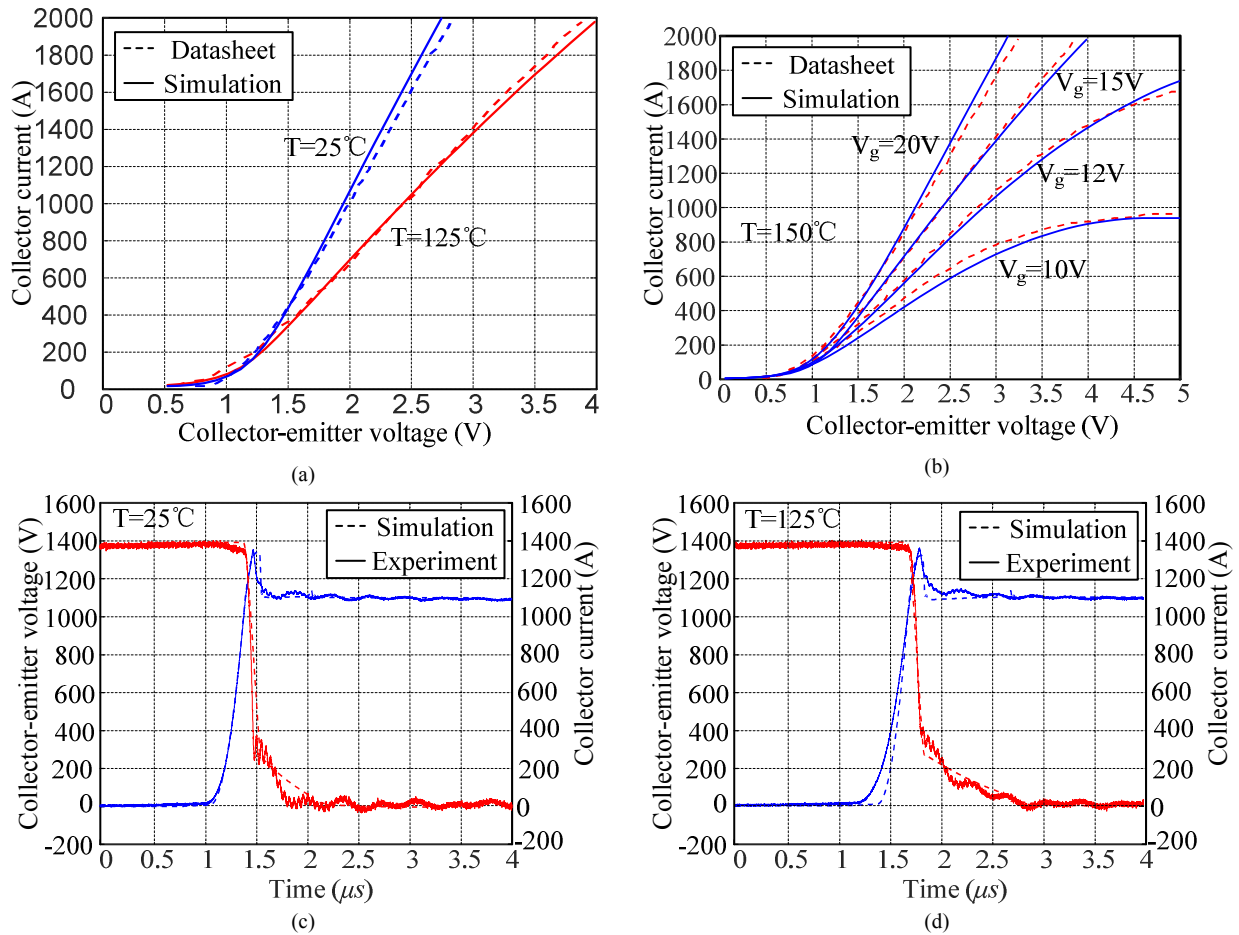 2000
1800
1600
1400
1200
1000
800
600
400
200
0
Collector current (A)
Datasheet
Simulation
T=25℃
T=125℃
0 0.5 1 1.5 2 2.5 3 3.5 4
Collector-emitter voltage (V)
(a)
2000
1800
1600
1400
1200
1000
800
600
400
200
0
Collector current (A)
Datasheet
Simulation
Vg=20V
Vg=15V
Vg=12V
Vg=10V
T=150℃
0 0.5 1 1.5 2 2.5 3 3.5 4 4.5 5
Collector-emitter voltage (V)
(b)
1600
1400
1200
1000
800
600
400
200
0
-200
Collector-emitter voltage (V)
T=25℃
Simulation
Experiment
1600
1400
1200
1000
800
600
400
200
0
-200
Collector current (A)
0 0.5 1 1.5 2 2.5 3 3.5 4
Time (μs)
(c)
1600
1400
1200
1000
800
600
400
200
0
-200
Collector-emitter voltage (V)
T=125℃
Simulation
Experiment
1600
1400
1200
1000
800
600
400
200
0
-200
Collector current (A)
0 0.5 1 1.5 2 2.5 3 3.5 4
Time (μs)
(d)